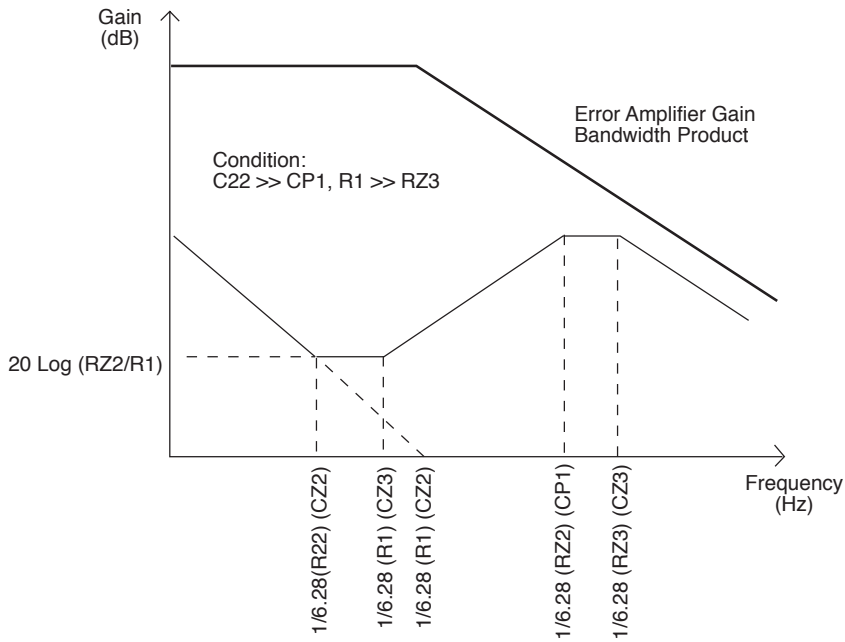 Gain
(dB)
Error Amplifier Gain
Bandwidth Product
Condition:
C22 >> CP1, R1 >> RZ3
20 Log (RZ2/R1)
Frequency
(Hz)
1/6.28(R22) (CZ2)
1/6.28 (R1) (CZ3)
1/6.28 (R1) (CZ2)
1/6.28 (RZ2) (CP1)
1/6.28 (RZ3) (CZ3)